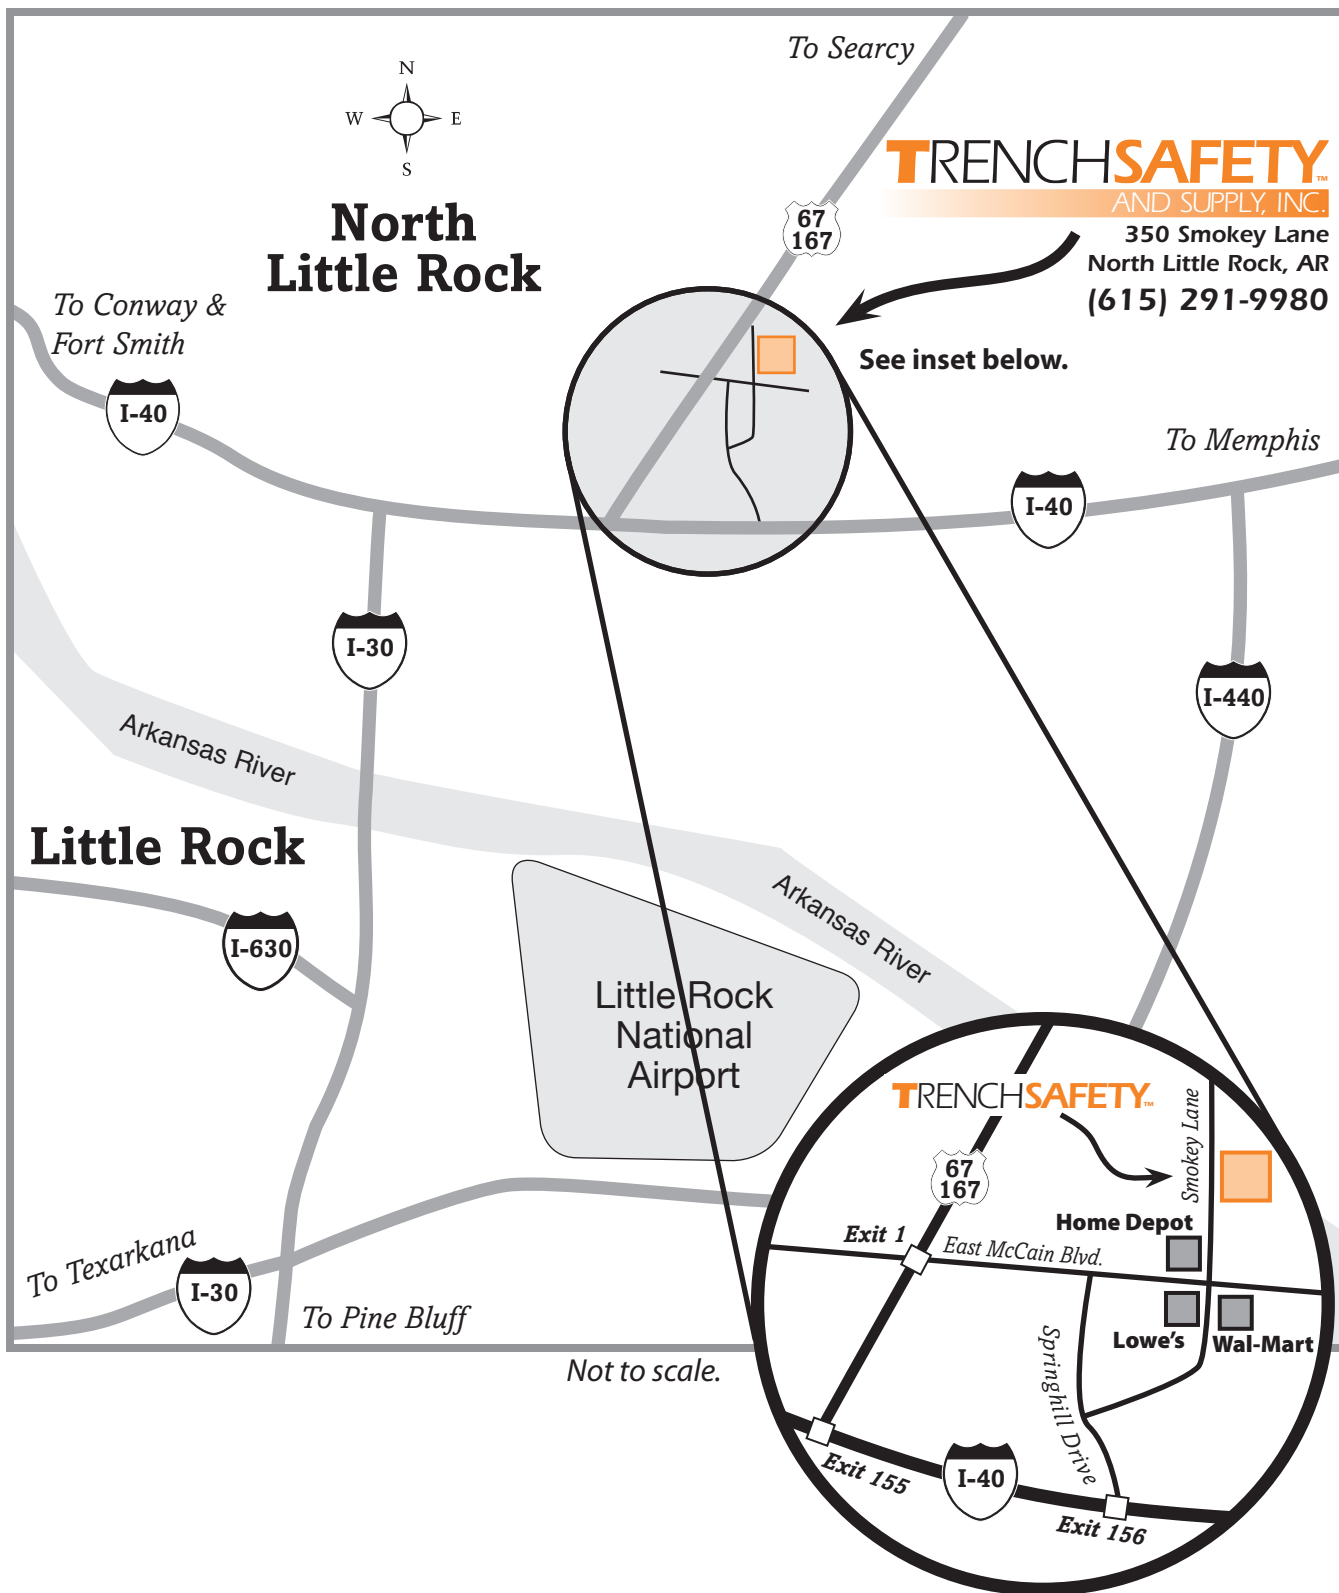 To Searcy
N
W
E
S
TRENCHSAFETY™
AND SUPPLY, INC.
350 Smokey Lane
North Little Rock, AR
(615) 291-9980
67
167
North
Little Rock
To Conway &
Fort Smith
See inset below.
I-40
To Memphis
I-40
I-30
I-440
Arkansas River
Little Rock
Arkansas River
I-630
Little Rock
National
Airport
TRENCHSAFETY™
Smokey Lane
67
167
Home Depot
Exit 1
East McCain Blvd.
To Texarkana
I-30
To Pine Bluff
Lowe's
Wal-Mart
Springhill Drive
Not to scale.
Exit 155
I-40
Exit 156